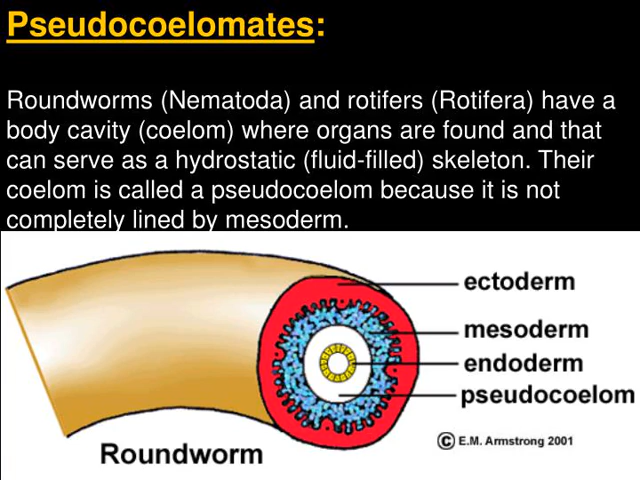 Pseudocoelomates:
Roundworms (Nematoda) and rotifers (Rotifera) have a
body cavity (coelom) where organs are found and that
can serve as a hydrostatic (fluid-filled) skeleton. Their
coelom is called a pseudocoelom because it is not
completely lined by mesoderm.
ectoderm
mesoderm
endoderm
pseudocoelom
© E.M. Armstrong 2001
Roundworm